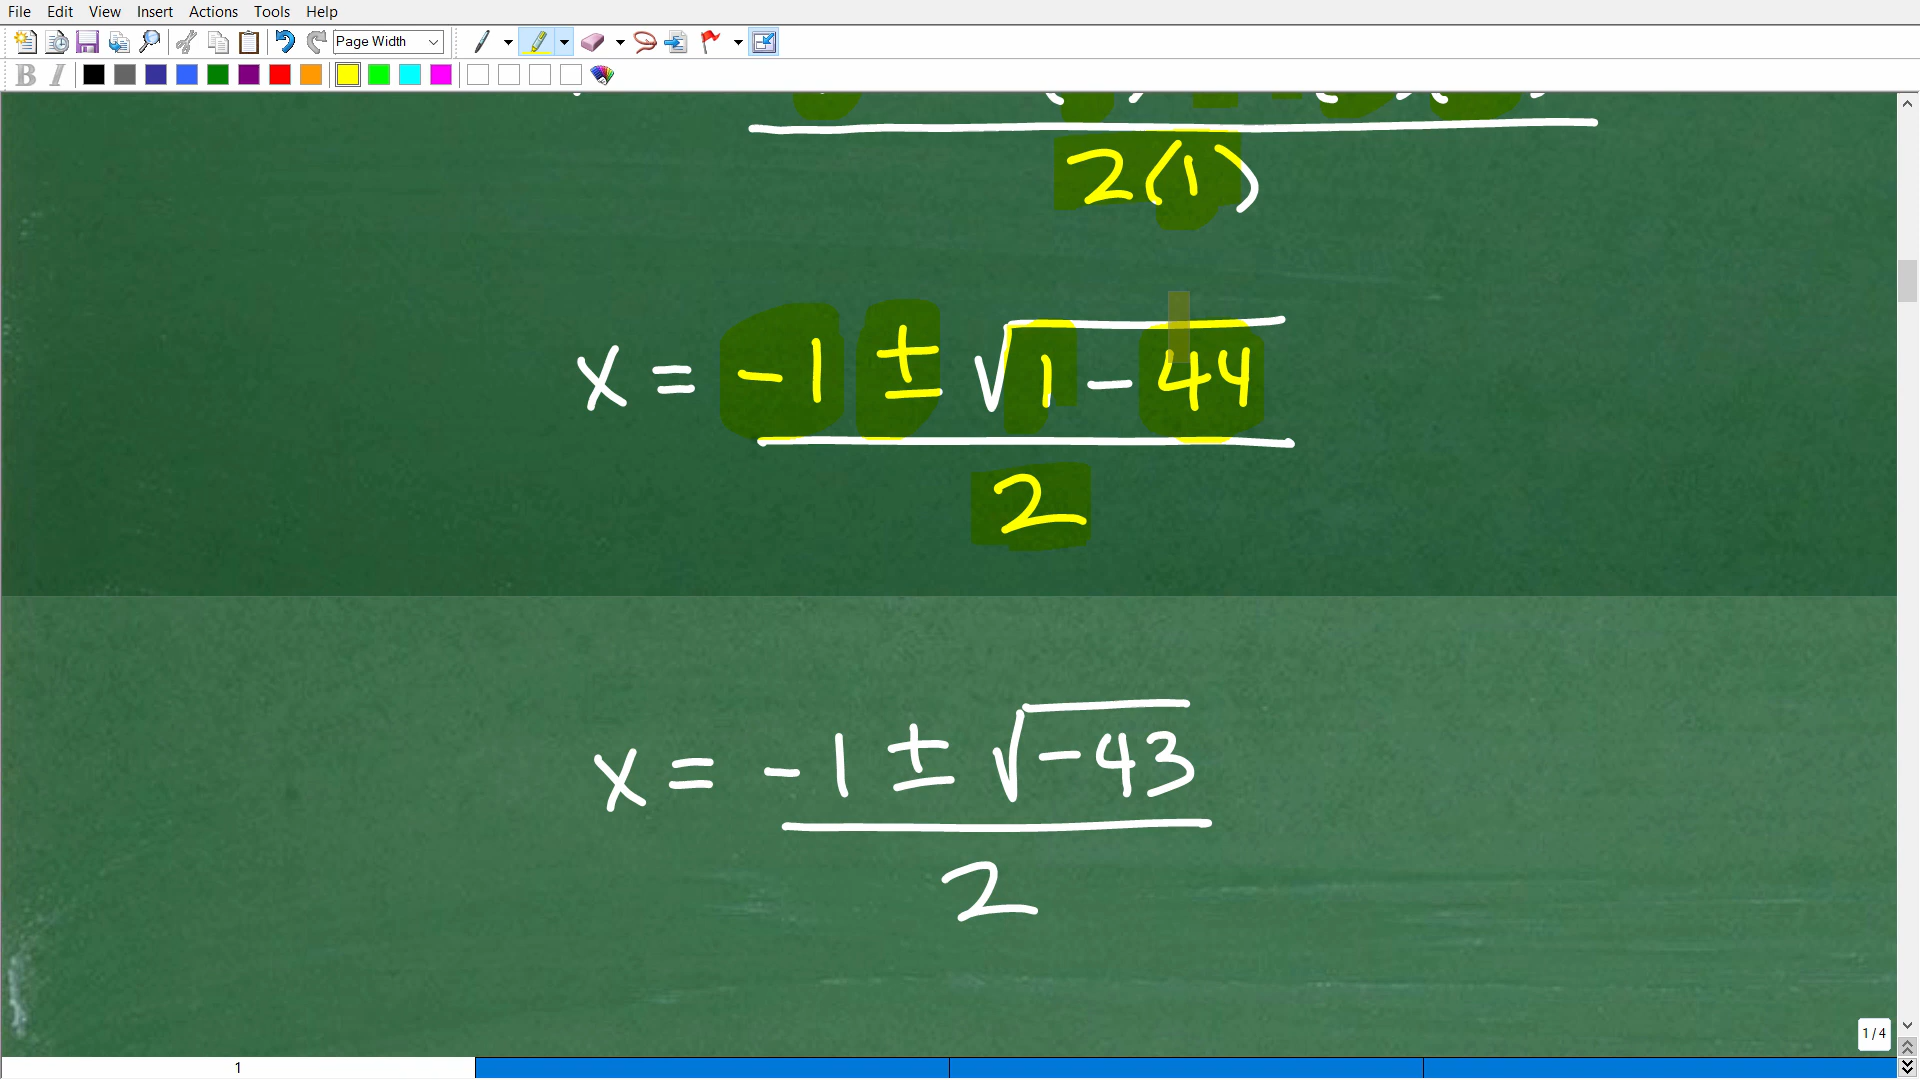 File Edit View Insert Actions Tools Help
Page Width
B I
2(1)
x = -1 ± √1 - 44
2
x = -1 ± √-43
2
1 / 4
1